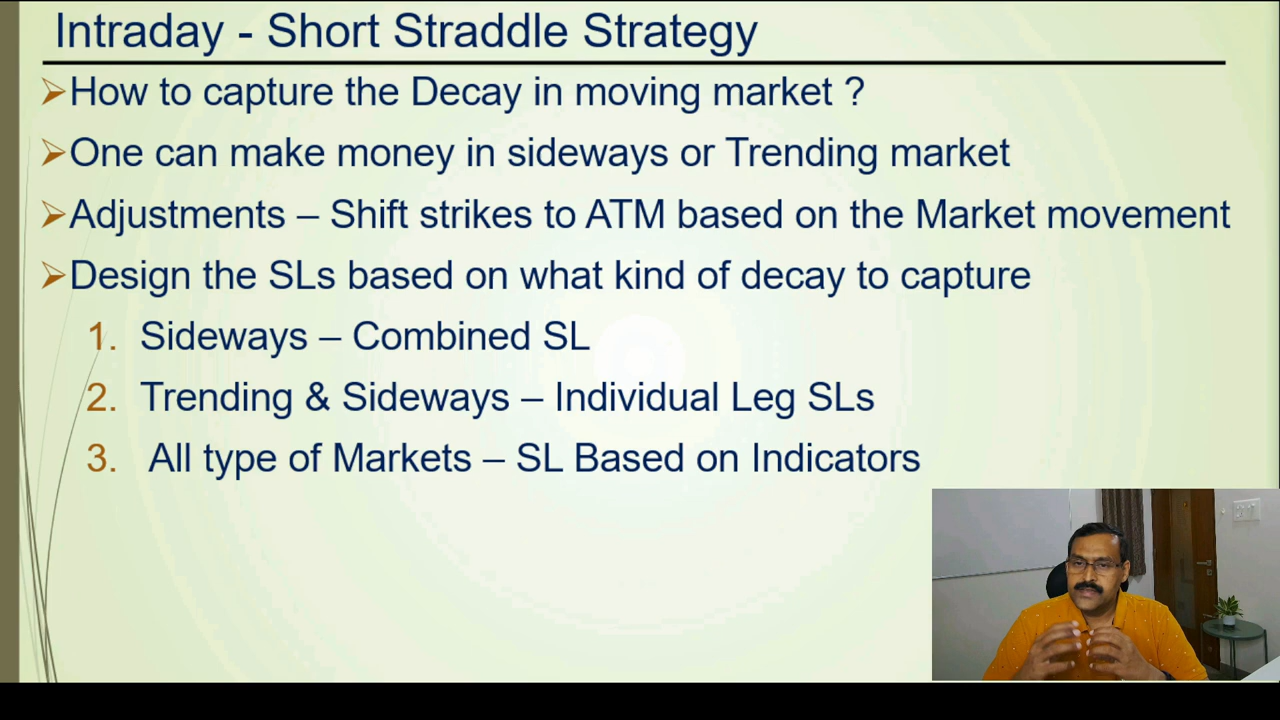 Intraday - Short Straddle Strategy
How to capture the Decay in moving market ?
One can make money in sideways or Trending market
Adjustments – Shift strikes to ATM based on the Market movement
Design the SLs based on what kind of decay to capture
1. Sideways – Combined SL
2. Trending & Sideways – Individual Leg SLs
3. All type of Markets – SL Based on Indicators